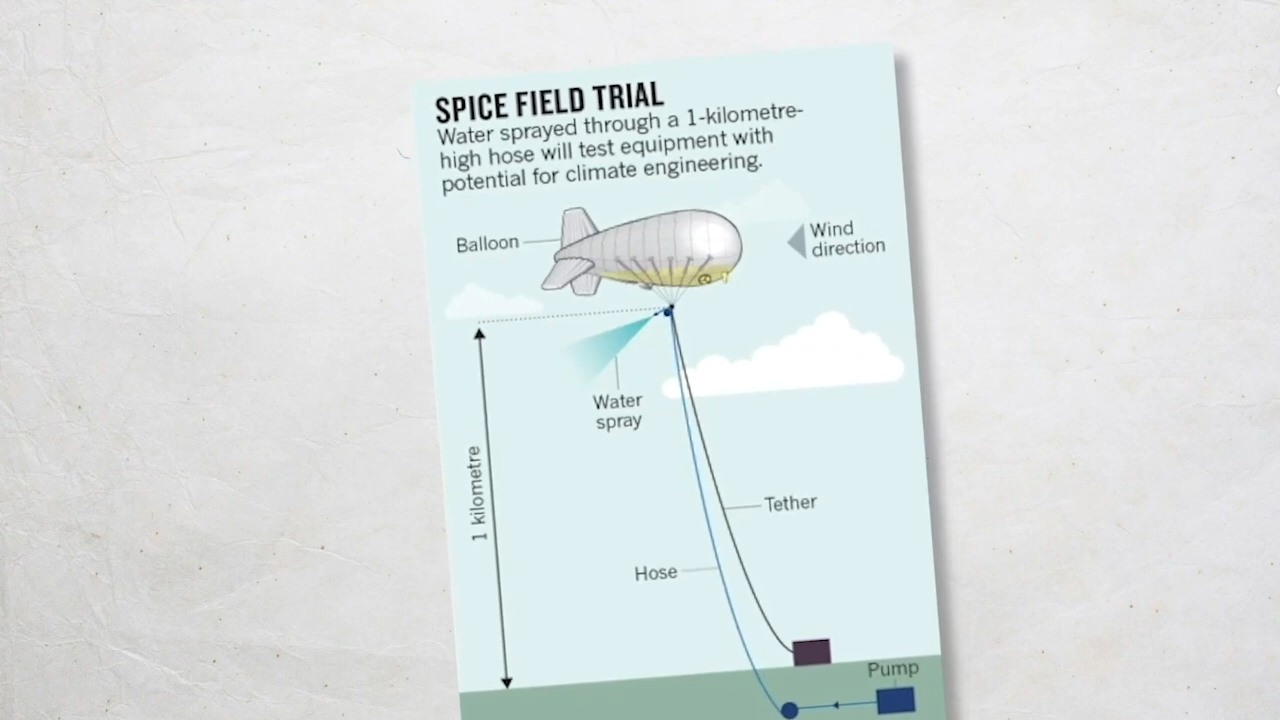 SPICE FIELD TRIAL
Water sprayed through a 1-kilometre-
high hose will test equipment with
potential for climate engineering.
Balloon
Wind
direction
Water
spray
1 kilometre
Tether
Hose
Pump